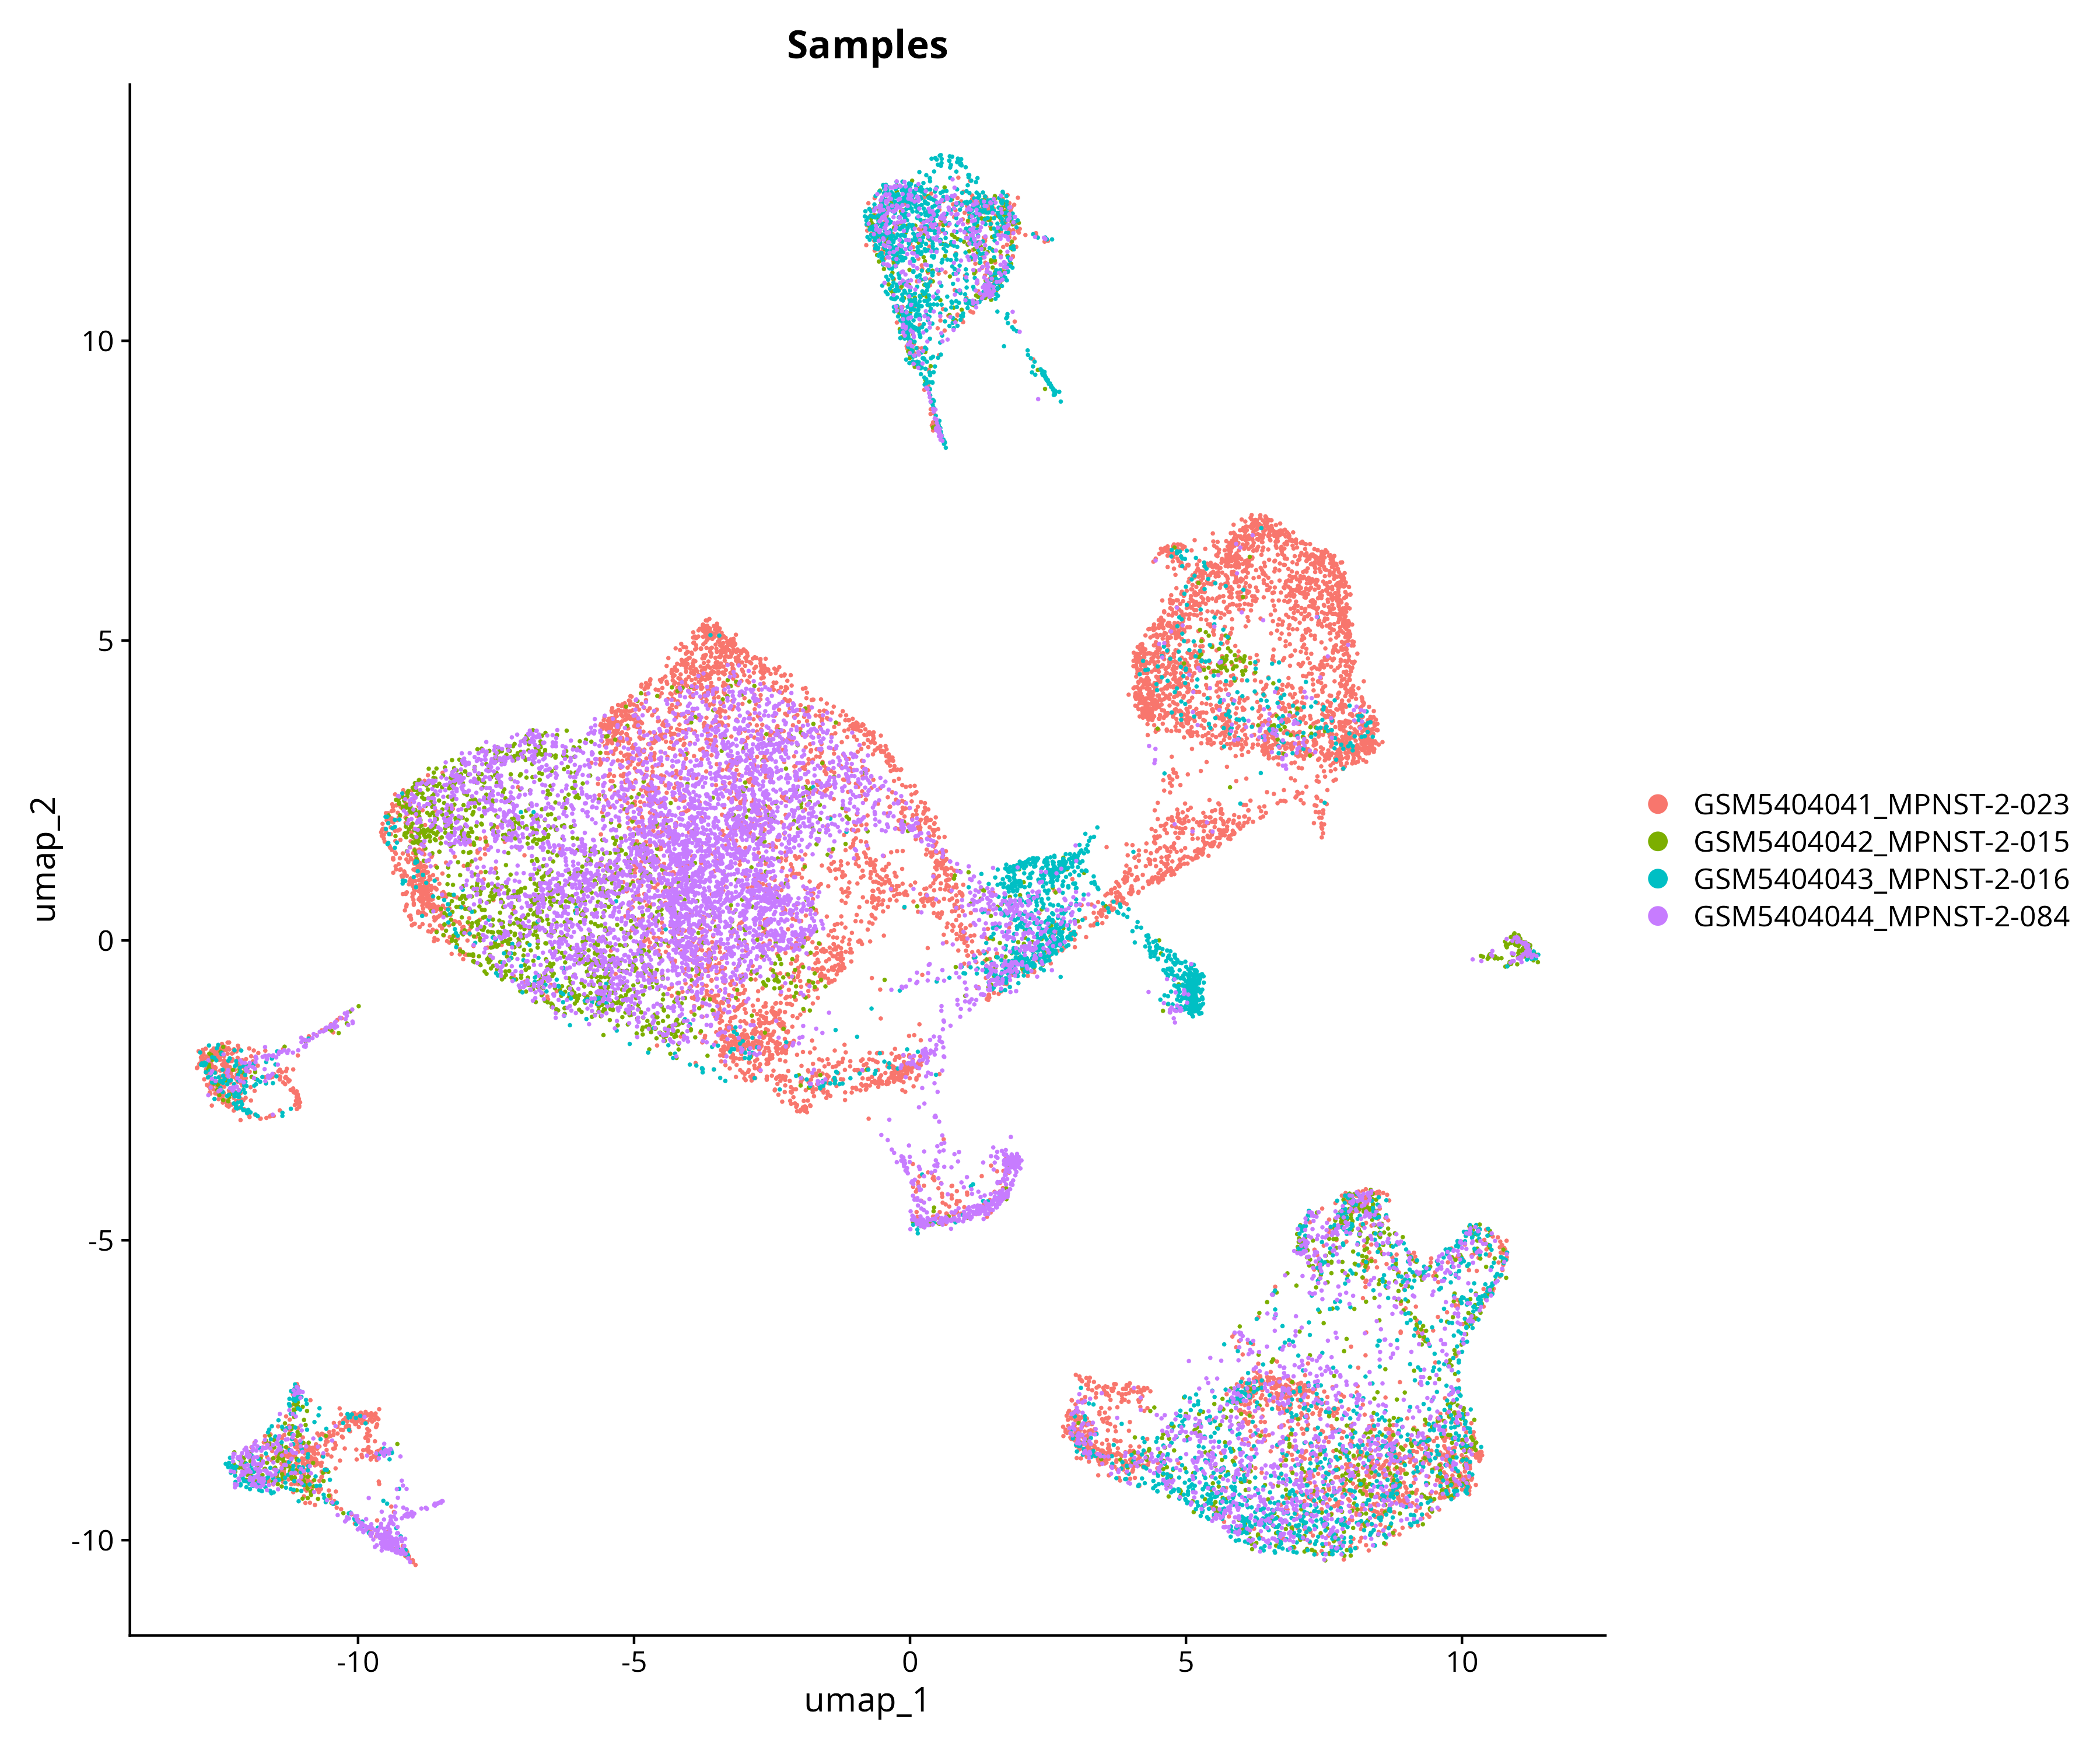 Samples
10
5
0
-5
-10
umap_2
-10
-5
0
5
10
umap_1
GSM5404041_MPNST-2-023
GSM5404042_MPNST-2-015
GSM5404043_MPNST-2-016
GSM5404044_MPNST-2-084